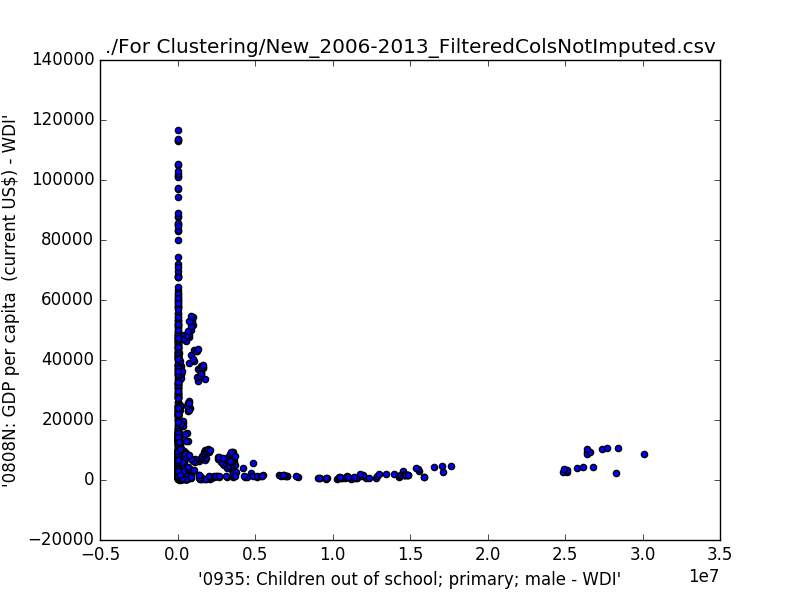 ./For Clustering/New_2006-2013_FilteredColsNotImputed.csv
140000
120000
100000
80000
60000
40000
20000
0
−20000
'0808N: GDP per capita  (current US$) - WDI'
−0.5 0.0 0.5 1.0 1.5 2.0 2.5 3.0 3.5
1e7
'0935: Children out of school; primary; male - WDI'